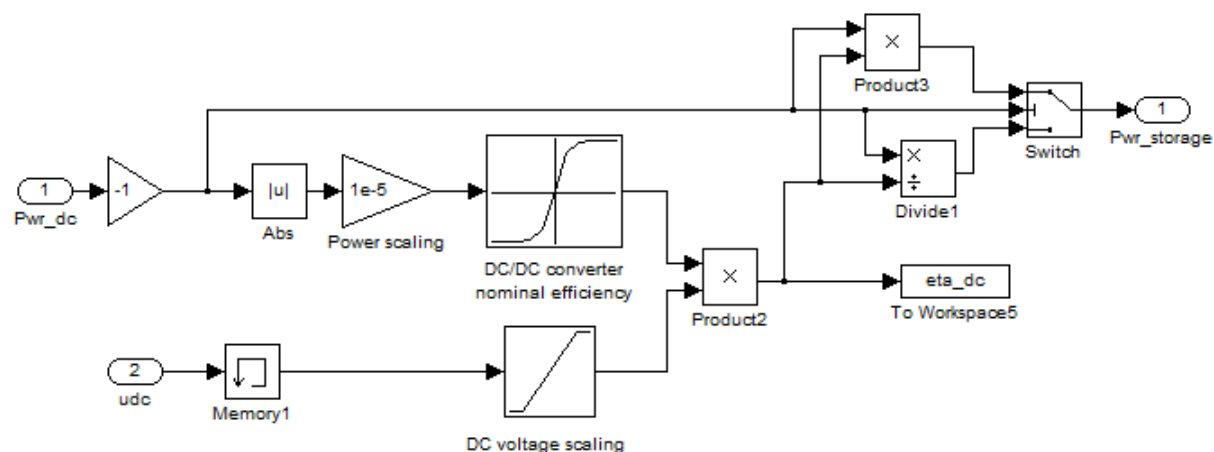 ×
Product3
1
Pwr_storage
Switch
1
Pwr_dc
-1
|u|
Abs
1e-5
Power scaling
DC/DC converter
nominal efficiency
×
÷
Divide1
×
Product2
eta_dc
To Workspace5
2
udc
Memory1
DC voltage scaling